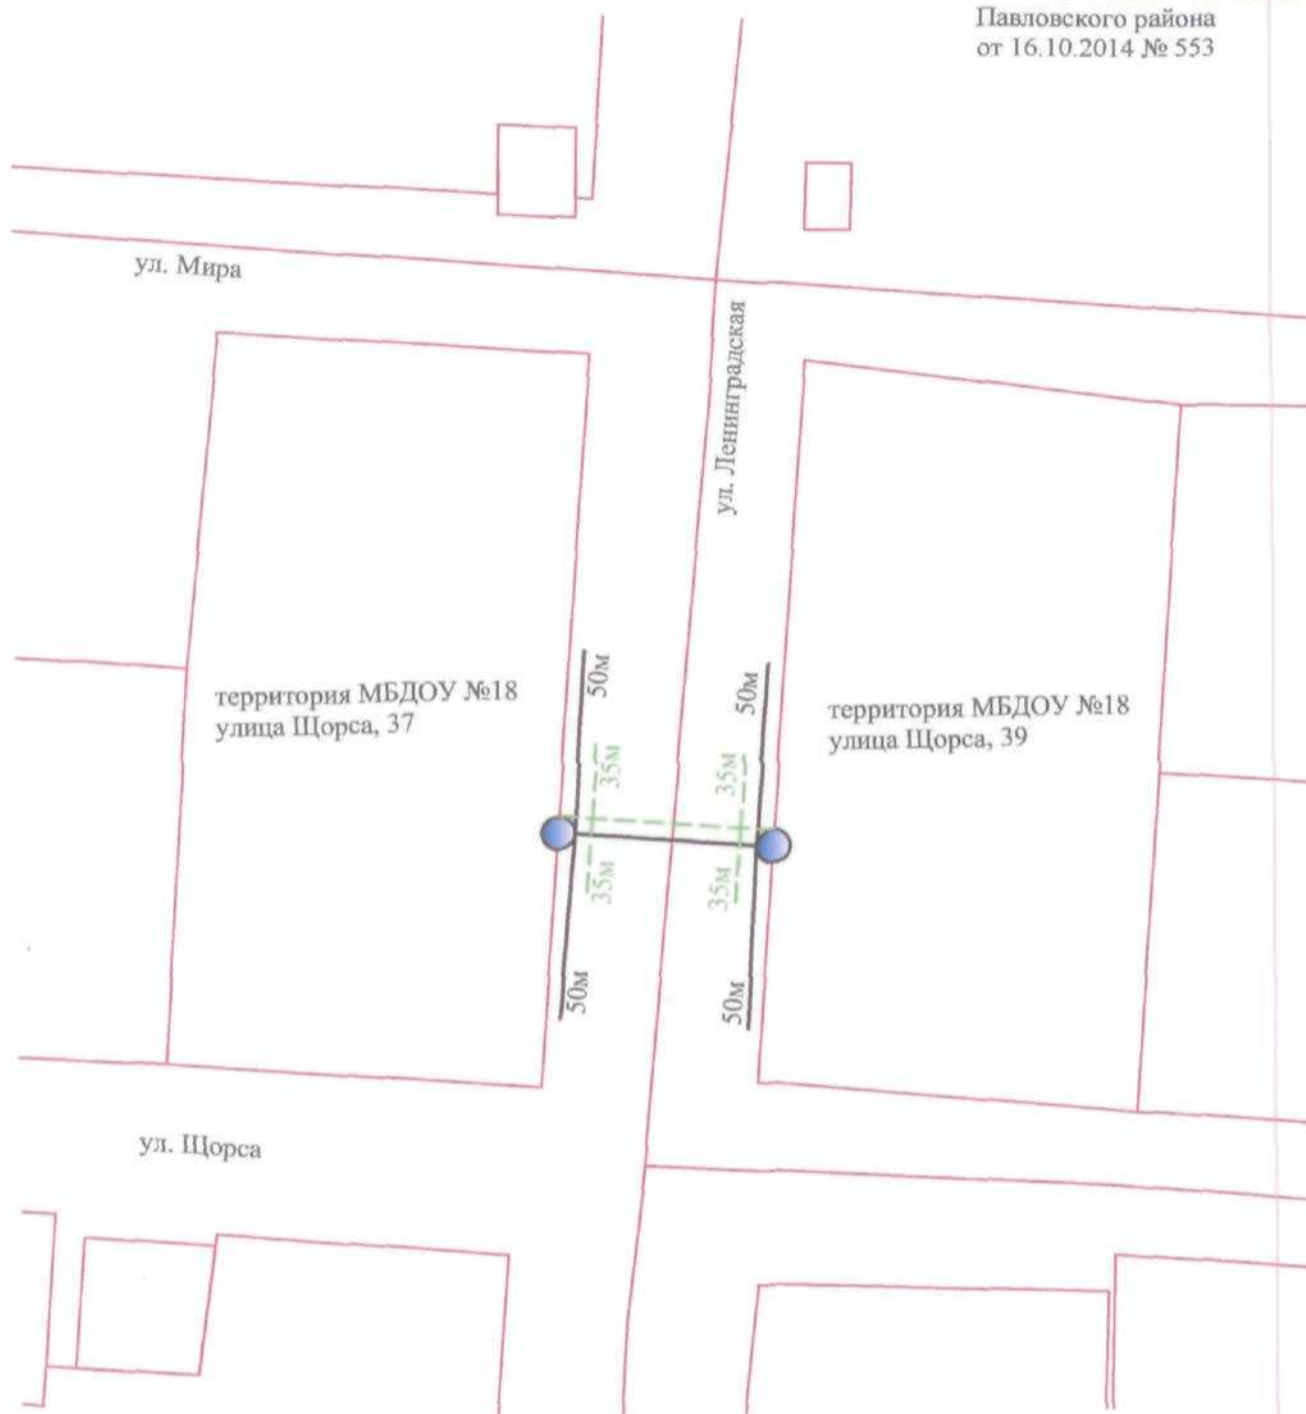 Павловского района
от 16.10.2014 № 553
ул. Мира
ул. Ленинградская
50м
50м
территория МБДОУ №18
улица Щорса, 37
территория МБДОУ №18
улица Щорса, 39
35м
35м
35м
35м
50м
50м
ул. Щорса